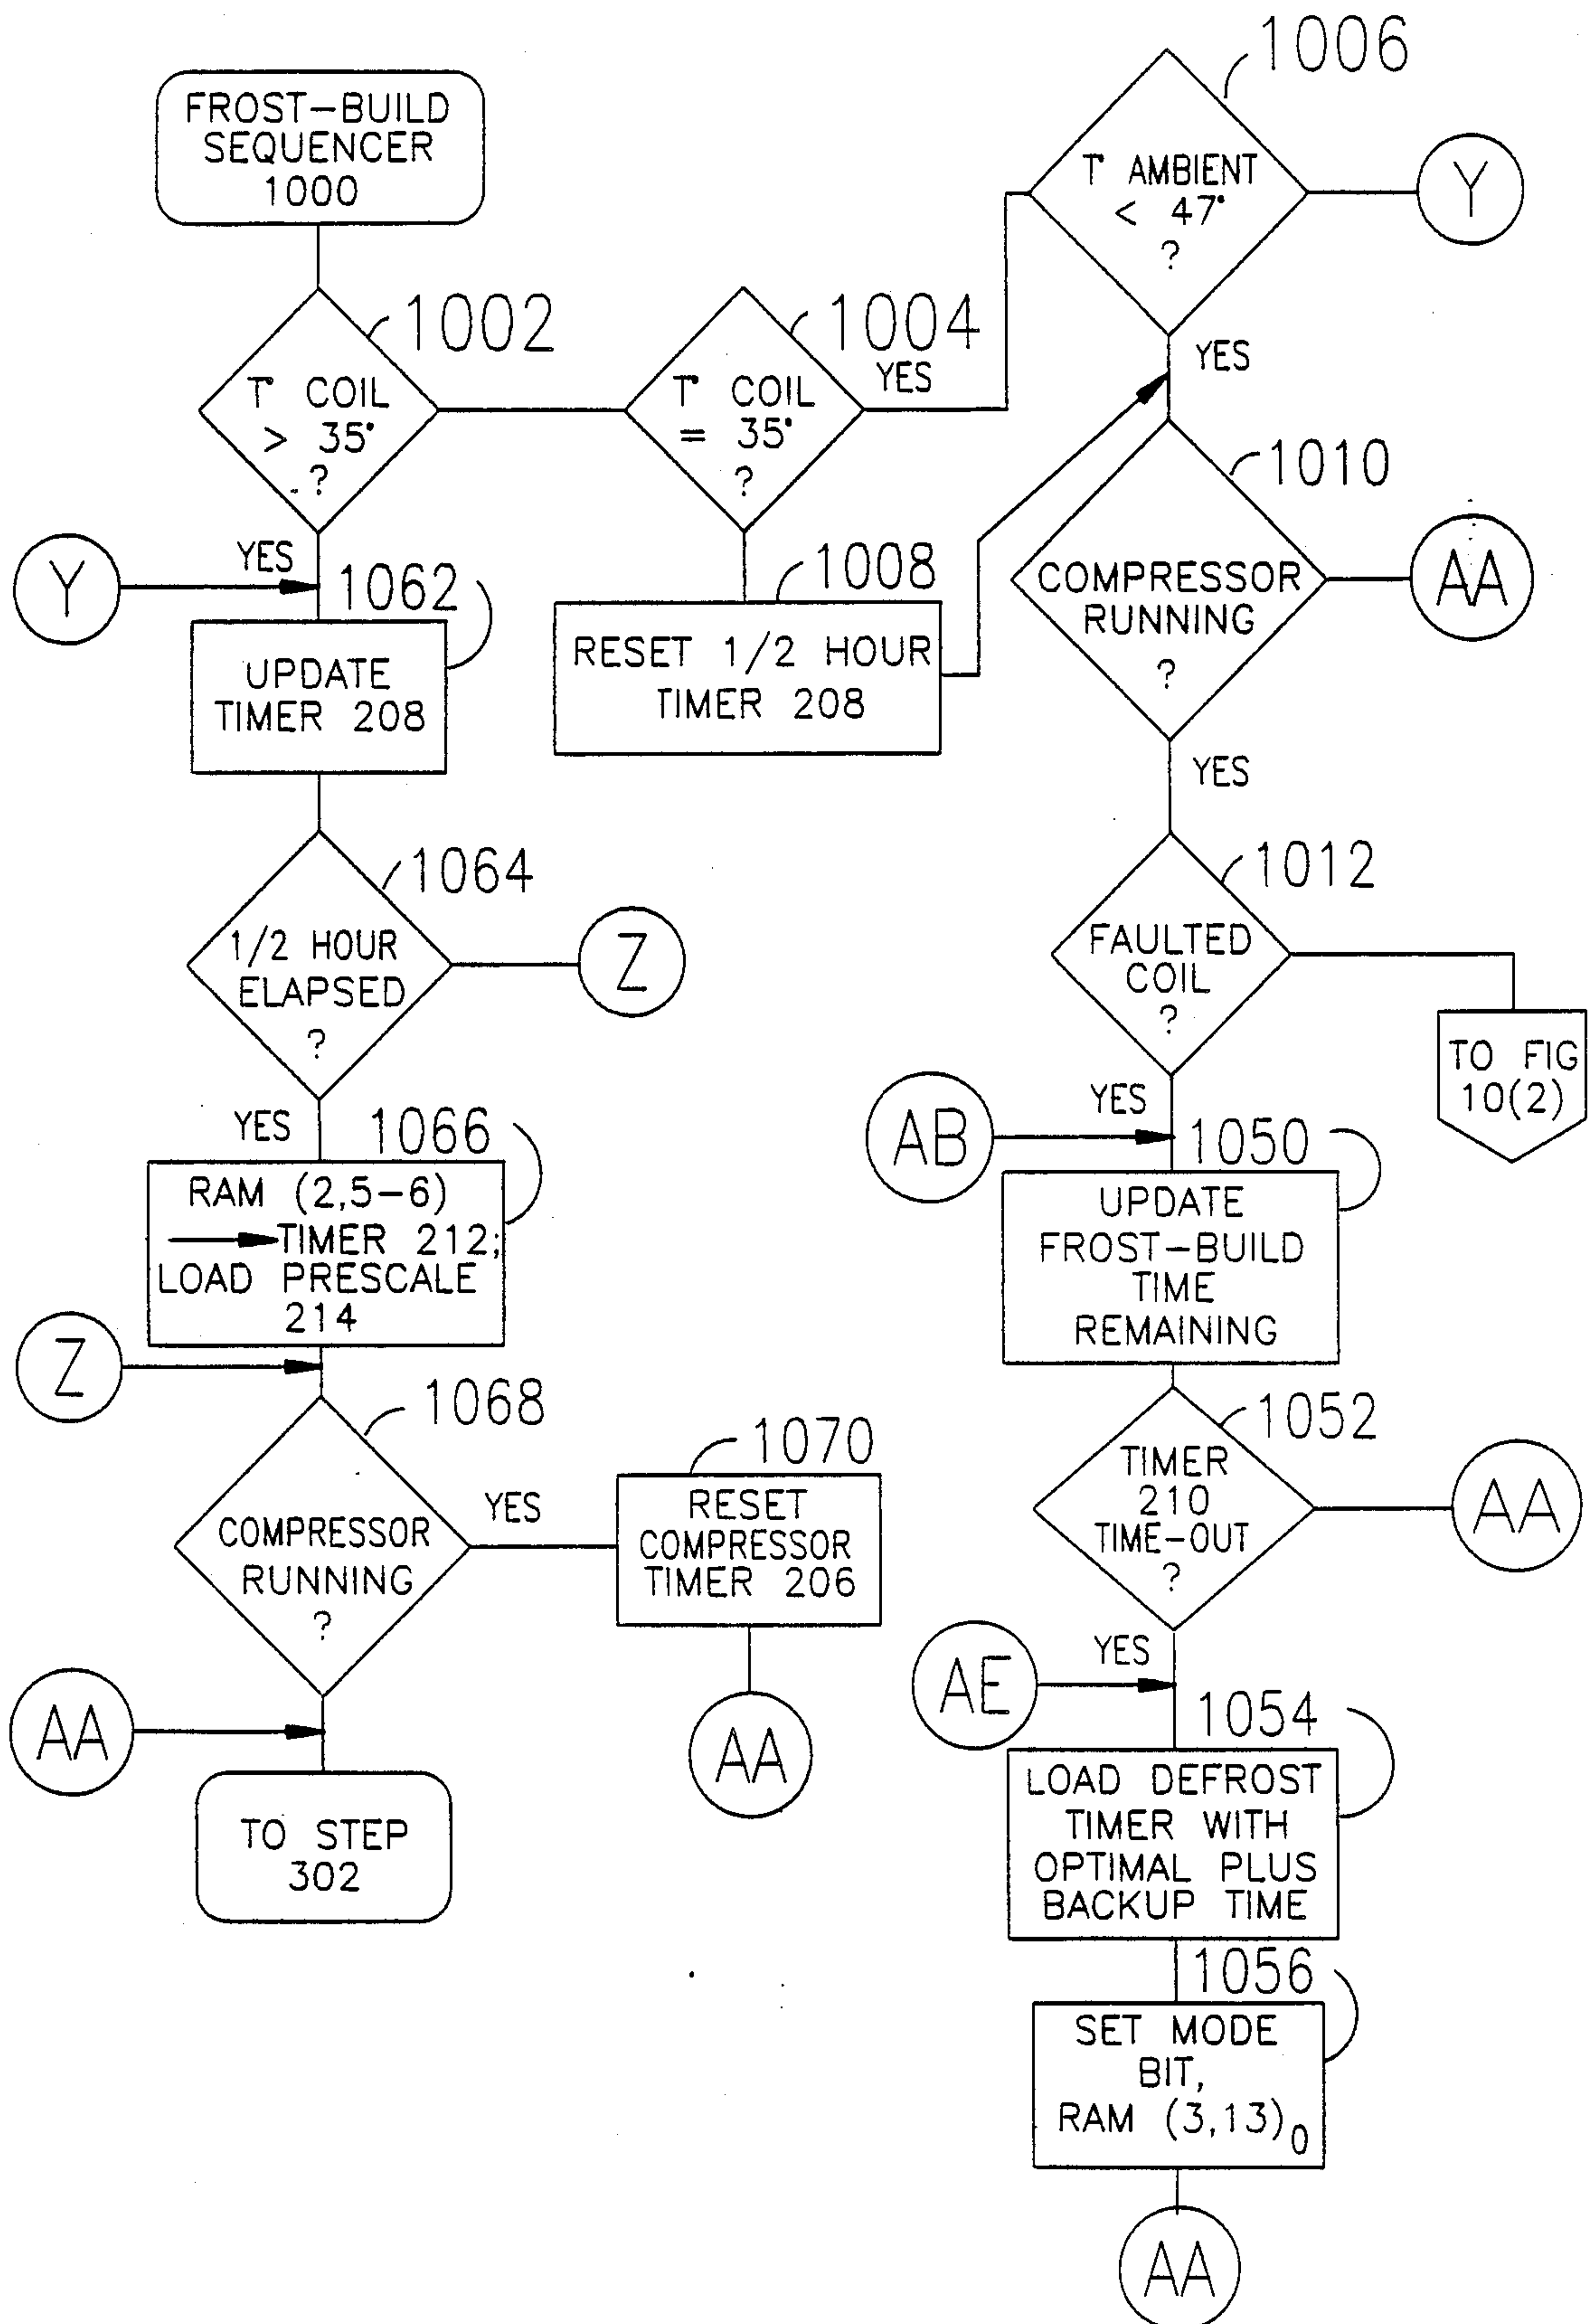 FROST-BUILD
SEQUENCER
1000
1002
T° COIL
> 35°
?
YES
Y
1062
UPDATE
TIMER 208
1064
1/2 HOUR
ELAPSED
?
Z
YES
1066
RAM (2,5-6)
→TIMER 212;
LOAD PRESCALE
214
Z
1068
COMPRESSOR
RUNNING
?
YES
1070
RESET
COMPRESSOR
TIMER 206
AA
AA
TO STEP
302
1004
T° COIL
= 35°
?
YES
1008
RESET 1/2 HOUR
TIMER 208
1006
T° AMBIENT
< 47°
?
Y
YES
1010
COMPRESSOR
RUNNING
?
AA
YES
1012
FAULTED
COIL
?
TO FIG
10(2)
YES
AB
1050
UPDATE
FROST-BUILD
TIME
REMAINING
1052
TIMER
210
TIME-OUT
?
AA
YES
AE
1054
LOAD DEFROST
TIMER WITH
OPTIMAL PLUS
BACKUP TIME
1056
SET MODE
BIT,
RAM (3,13)0
AA